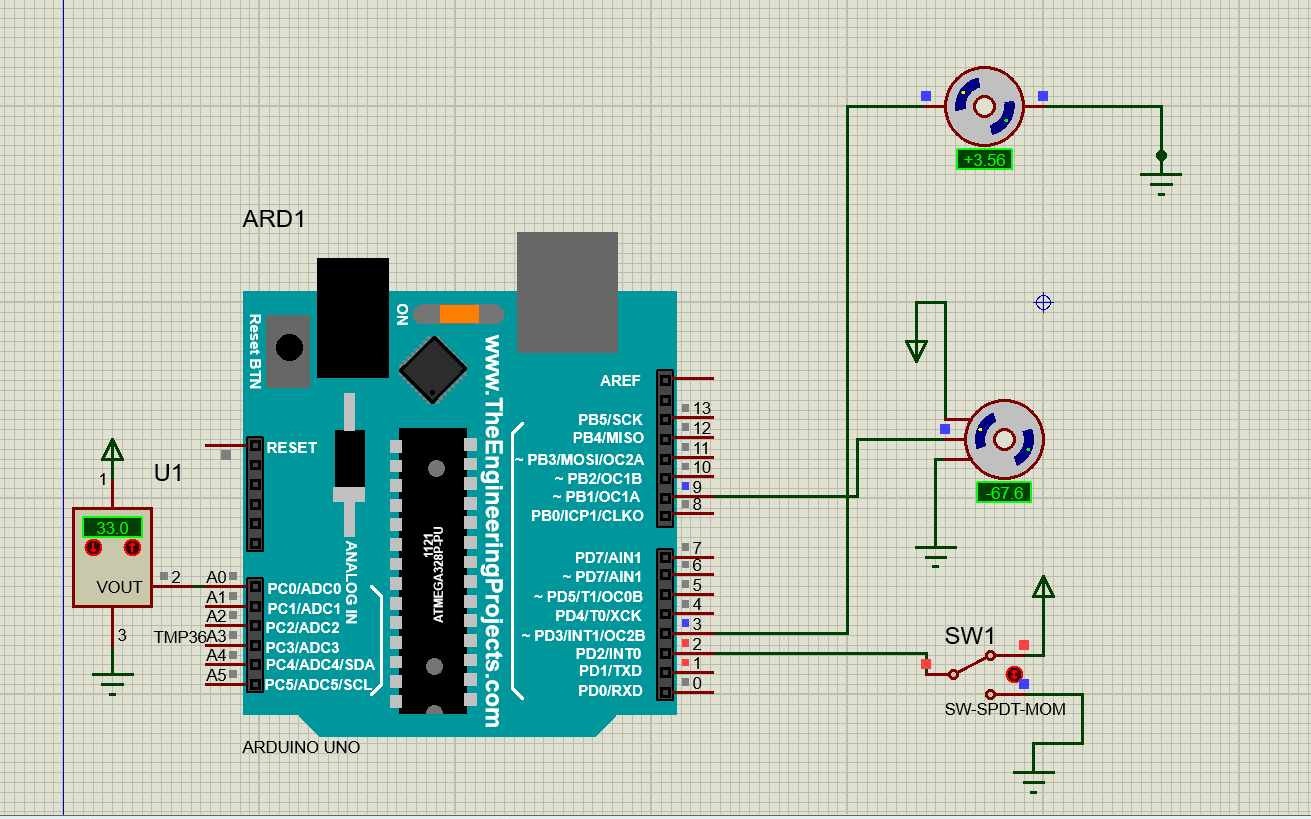 +3.56
ARD1
ON
Reset BTN
www.TheEngineeringProjects.com
AREF
PB5/SCK
13
PB4/MISO
12
~ PB3/MOSI/OC2A
11
~ PB2/OC1B
10
~ PB1/OC1A
9
PB0/ICP1/CLKO
8
RESET
-67.6
U1
1
33.0
VOUT
2
3
TMP36
ANALOG IN
1121
ATMEGA328P-PU
A0
PC0/ADC0
A1
PC1/ADC1
A2
PC2/ADC2
A3
PC3/ADC3
A4
PC4/ADC4/SDA
A5
PC5/ADC5/SCL
PD7/AIN1
7
~ PD7/AIN1
6
~ PD5/T1/OC0B
5
PD4/T0/XCK
4
~ PD3/INT1/OC2B
3
PD2/INT0
2
PD1/TXD
1
PD0/RXD
0
SW1
SW-SPDT-MOM
ARDUINO UNO